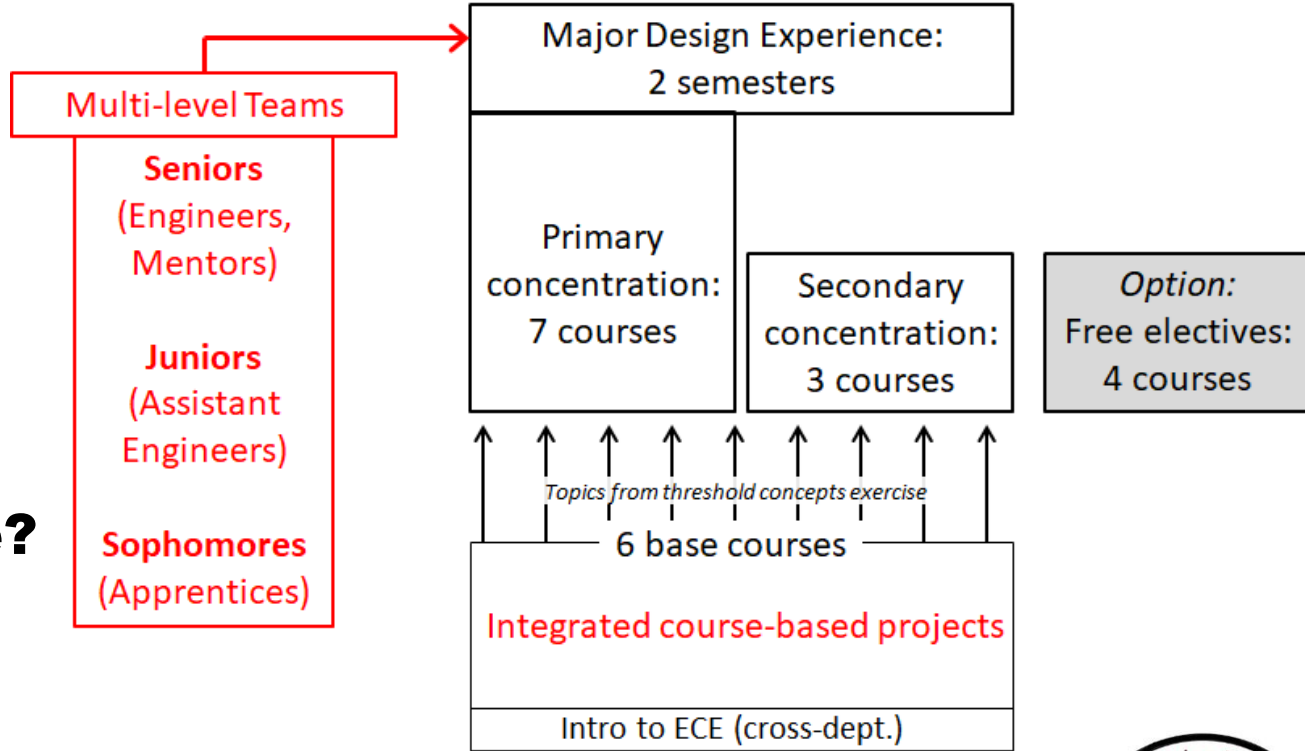 Major Design Experience:
2 semesters
Multi-level Teams
Seniors
(Engineers,
Mentors)
Juniors
(Assistant
Engineers)
Sophomores
(Apprentices)
Primary
concentration:
7 courses
Secondary
concentration:
3 courses
Option:
Free electives:
4 courses
Topics from threshold concepts exercise
6 base courses
Integrated course-based projects
Intro to ECE (cross-dept.)